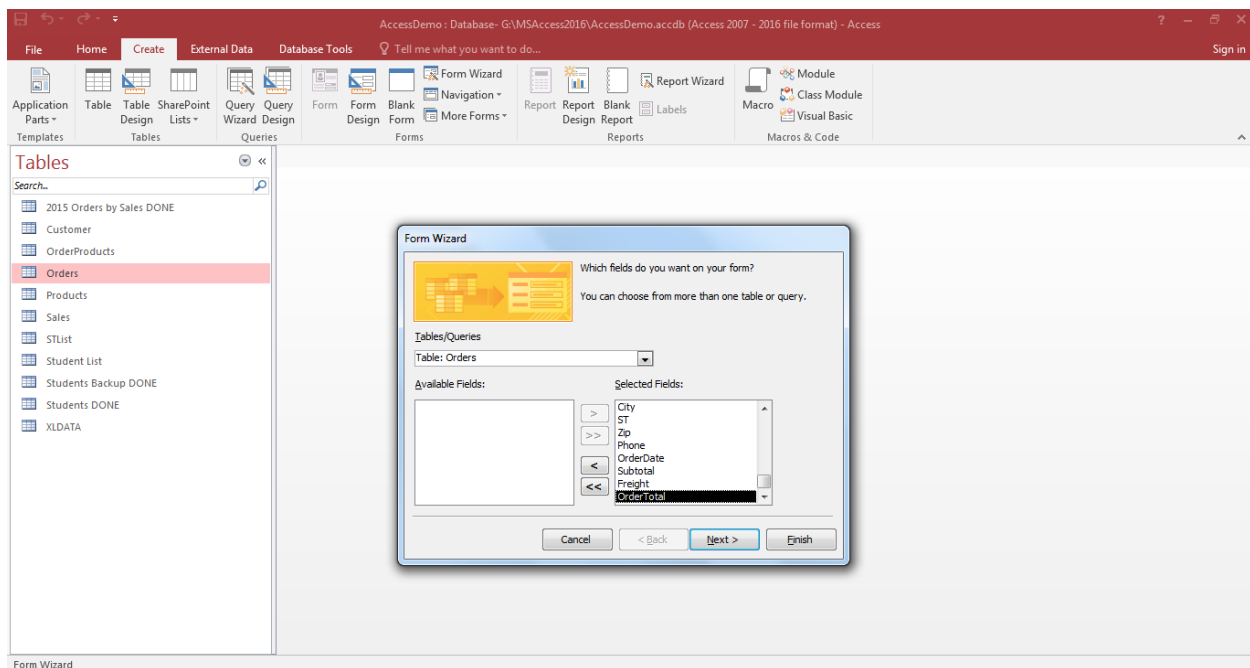 AccessDemo : Database- G:\MSAccess2016\AccessDemo.accdb (Access 2007 - 2016 file format) - Access
?
File Home Create External Data Database Tools Tell me what you want to do... Sign in
Application Parts
Table
Table Design
SharePoint Lists
Query Wizard
Query Design
Form
Form Design
Blank Form
Form Wizard
Navigation
More Forms
Report
Report Design
Blank Report
Report Wizard
Labels
Macro
Module
Class Module
Visual Basic
Templates Tables Queries Forms Reports Macros & Code
Tables «
Search...
2015 Orders by Sales DONE
Customer
OrderProducts
Orders
Products
Sales
STList
Student List
Students Backup DONE
Students DONE
XLDATA
Form Wizard
Which fields do you want on your form?
You can choose from more than one table or query.
Tables/Queries
Table: Orders
Available Fields:
Selected Fields:
>
>>
<
<<
City
ST
Zip
Phone
OrderDate
Subtotal
Freight
OrderTotal
Cancel < Back Next > Finish
Form Wizard